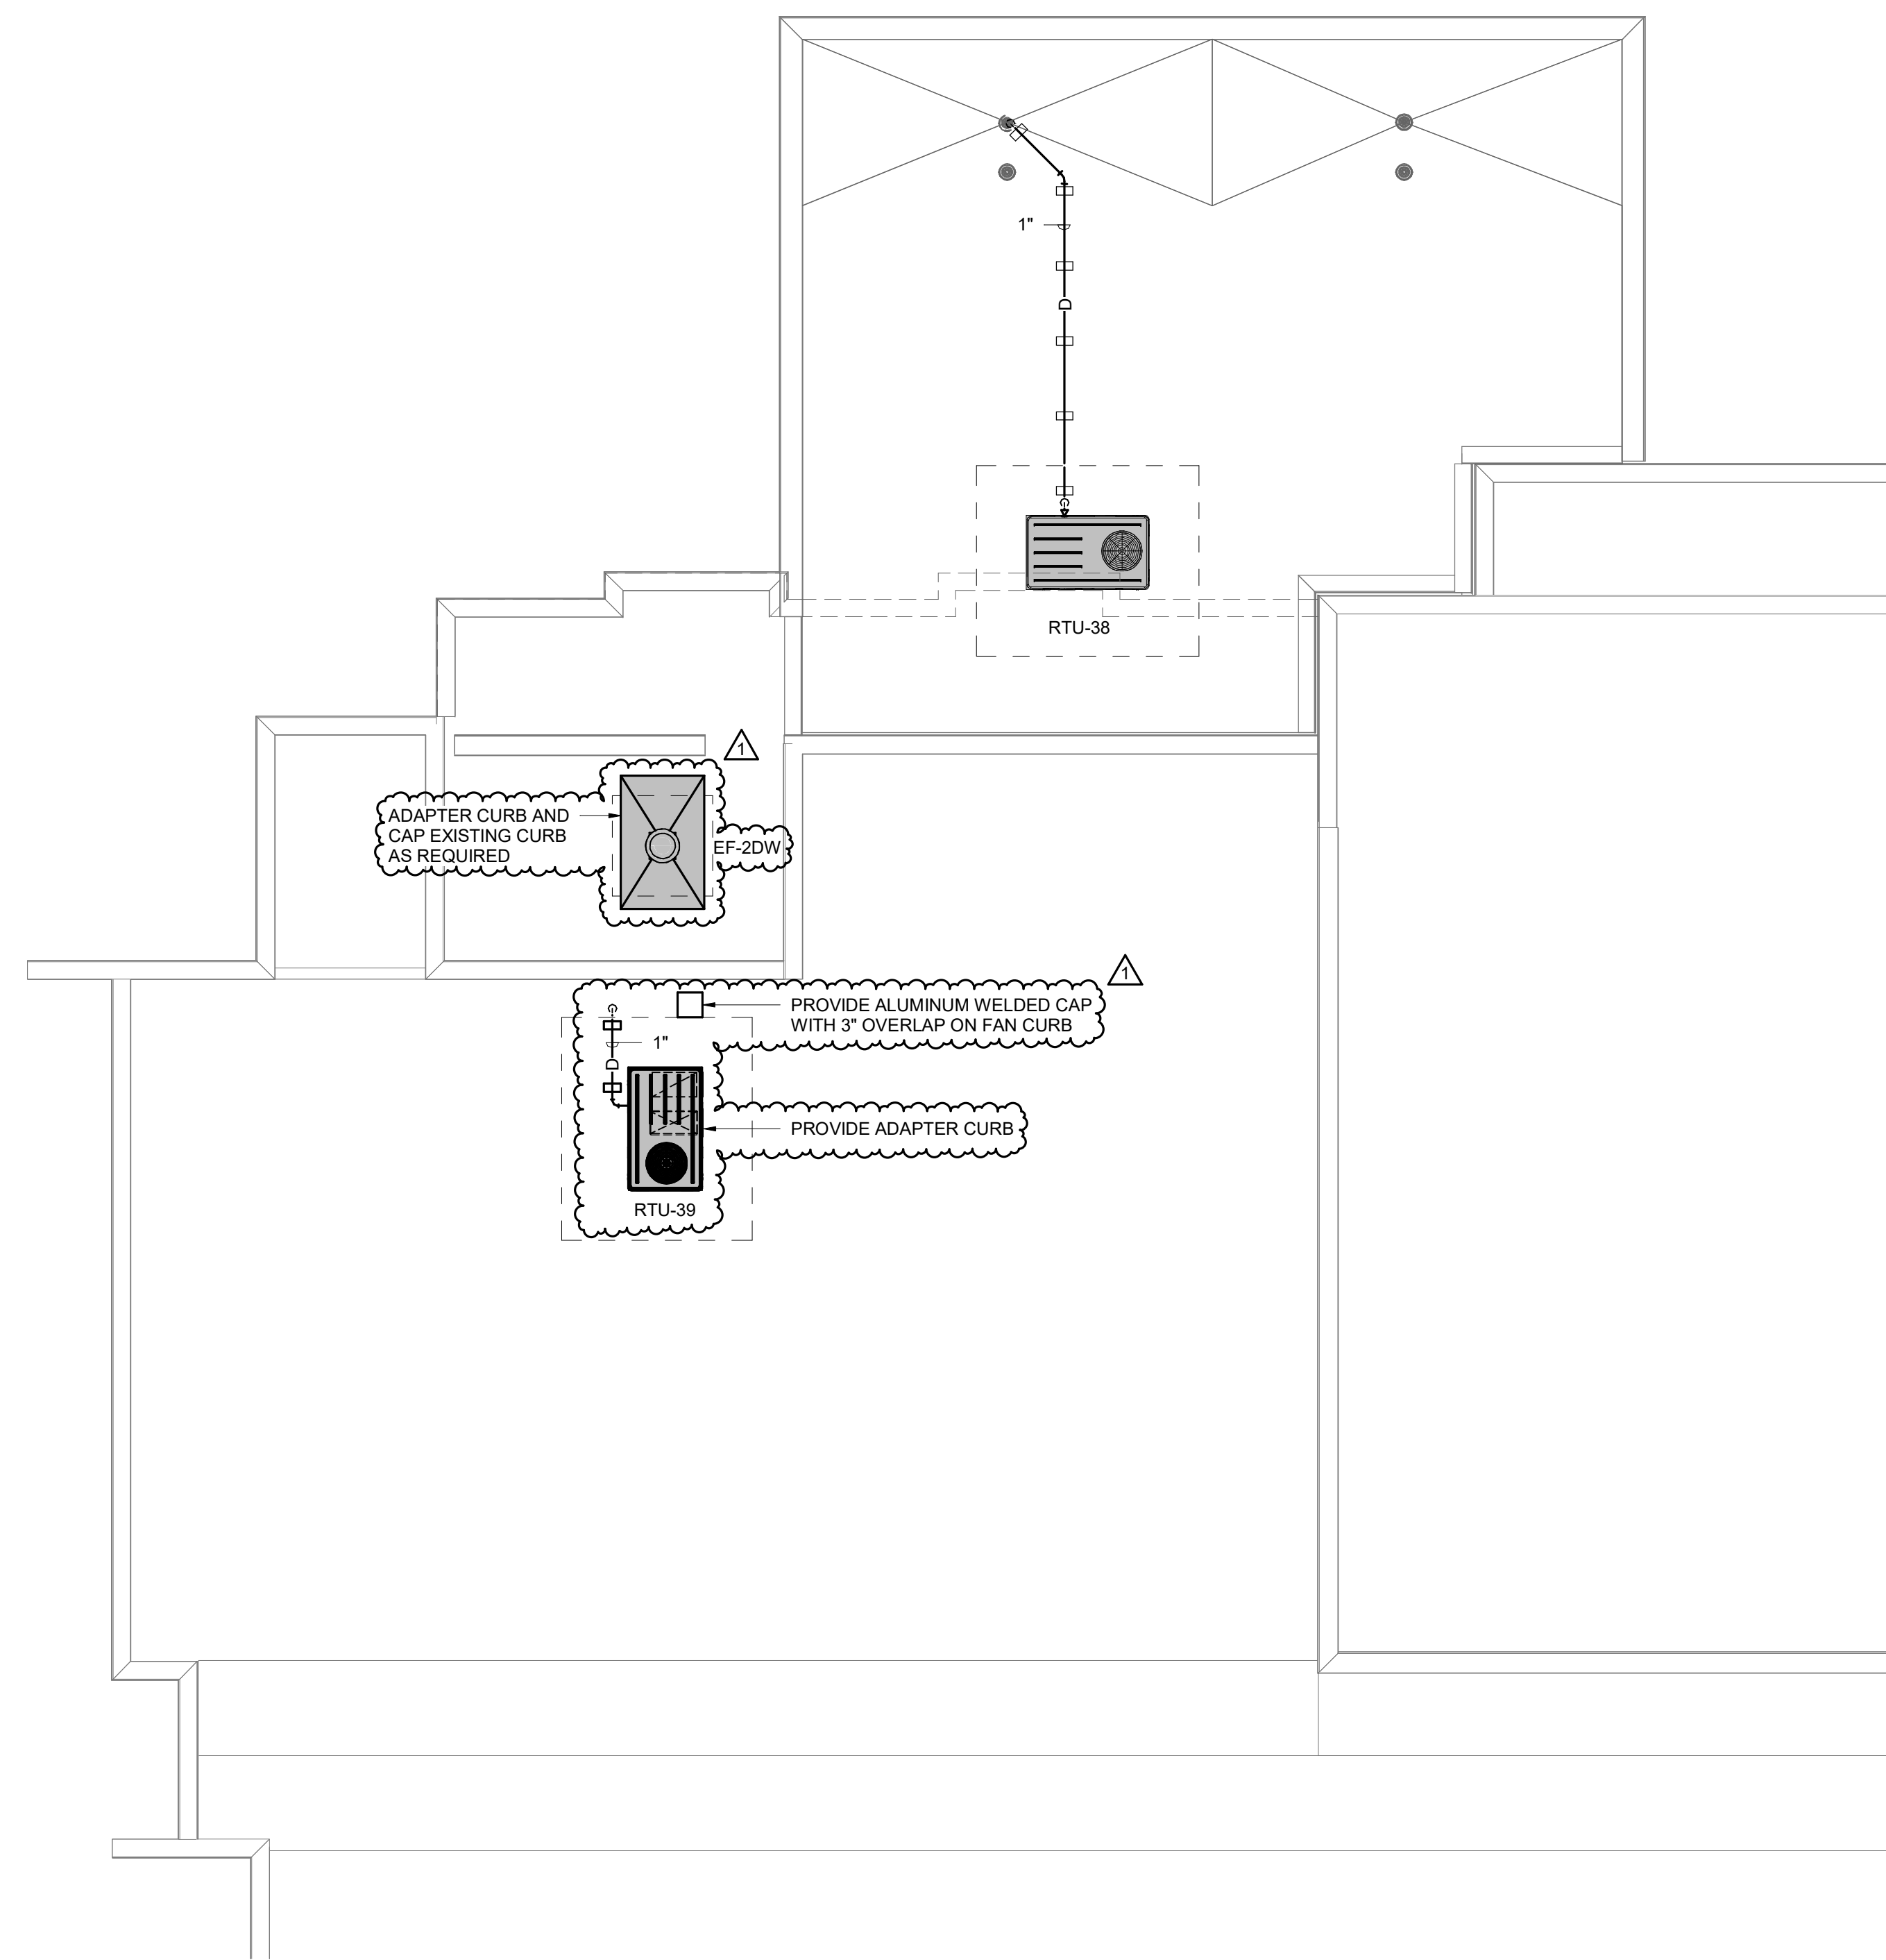 1"
D
RTU-38
1
ADAPTER CURB AND
CAP EXISTING CURB
AS REQUIRED
EF-2DW
1
PROVIDE ALUMINUM WELDED CAP
WITH 3" OVERLAP ON FAN CURB
1"
D
PROVIDE ADAPTER CURB
RTU-39